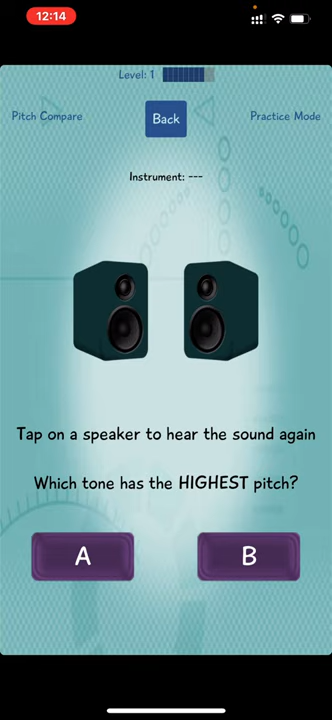 12:14
Level: 1
Pitch Compare
Back
Practice Mode
Instrument: ---
Tap on a speaker to hear the sound again
Which tone has the HIGHEST pitch?
A
B